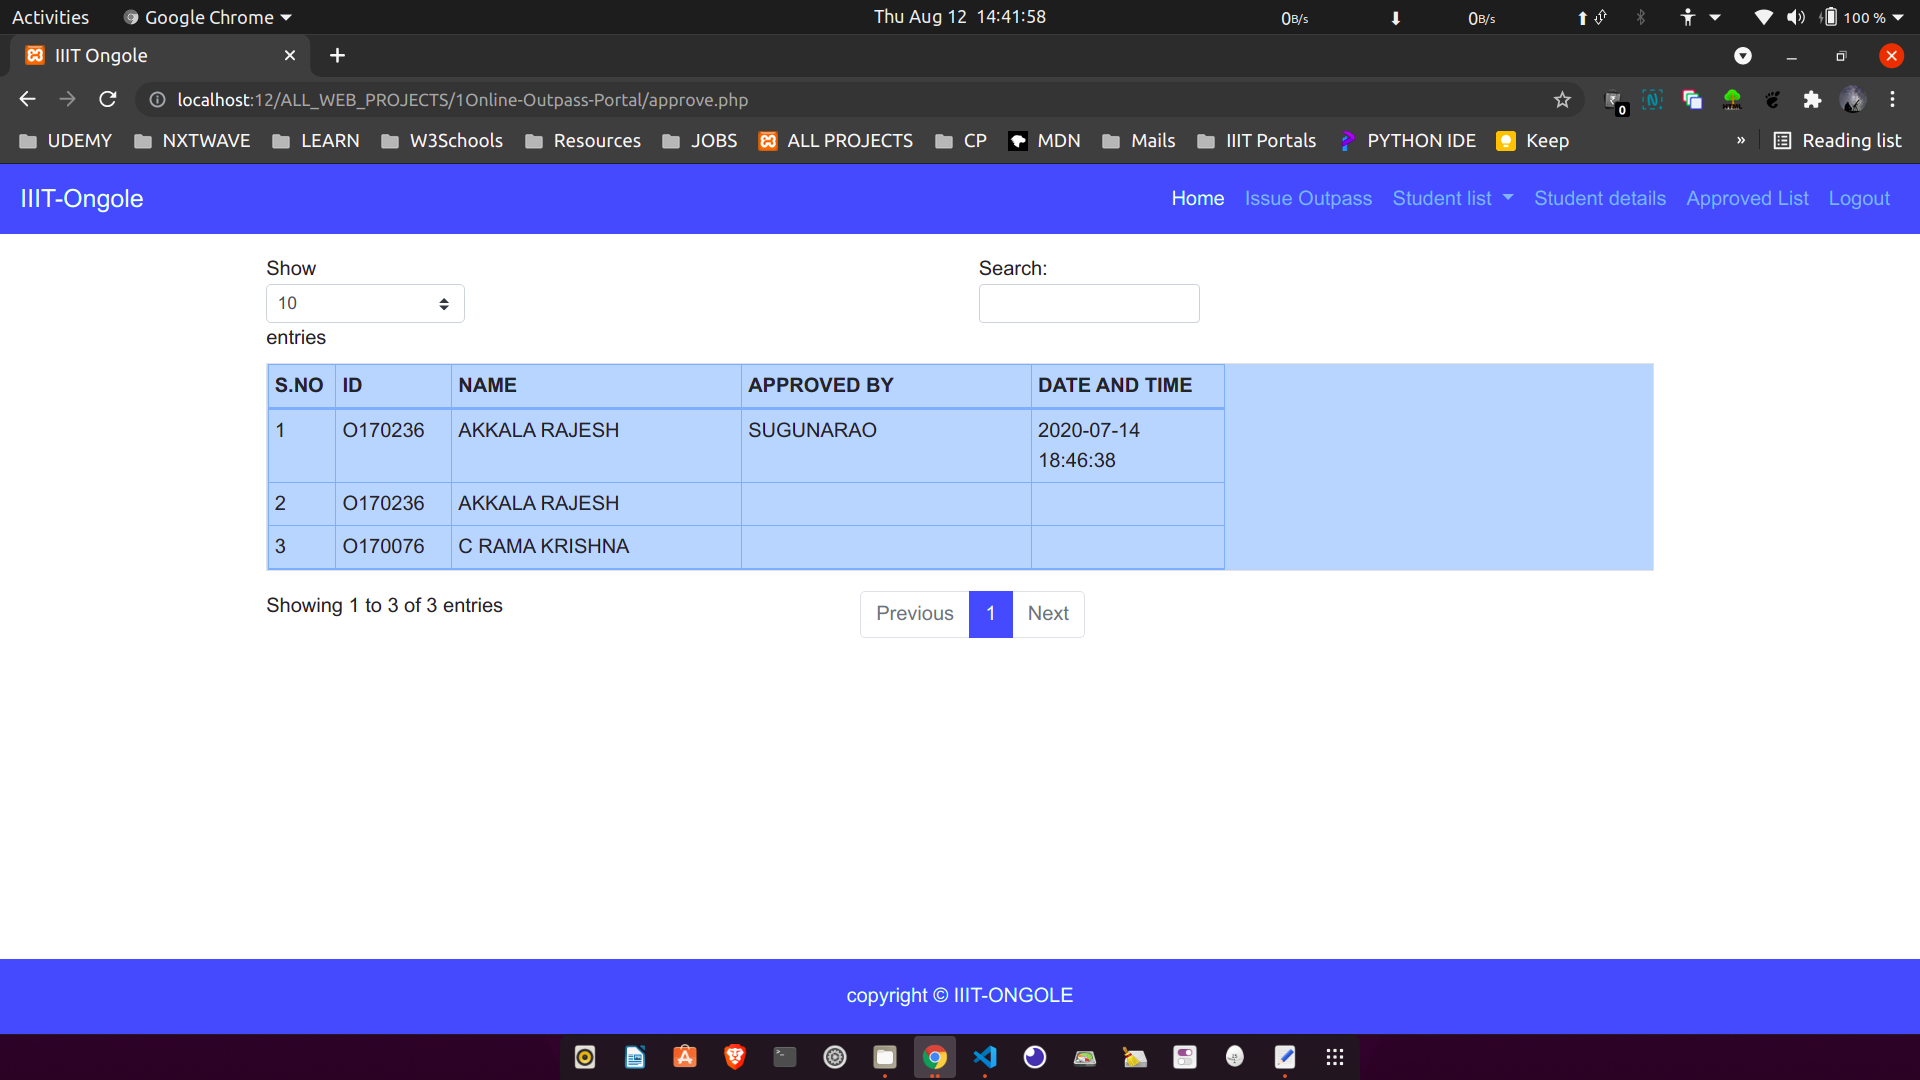 Activities
Google Chrome
Thu Aug 12 14:41:58
0B/s
0B/s
100 %
IIIT Ongole
localhost:12/ALL_WEB_PROJECTS/1Online-Outpass-Portal/approve.php
0
UDEMY
NXTWAVE
LEARN
W3Schools
Resources
JOBS
ALL PROJECTS
CP
MDN
Mails
IIIT Portals
PYTHON IDE
Keep
»
Reading list
IIIT-Ongole
Home
Issue Outpass
Student list
Student details
Approved List
Logout
Show
10
entries
Search:
S.NO ID NAME APPROVED BY DATE AND TIME
1 O170236 AKKALA RAJESH SUGUNARAO 2020-07-14
18:46:38
2 O170236 AKKALA RAJESH
3 O170076 C RAMA KRISHNA
Showing 1 to 3 of 3 entries
Previous 1 Next
copyright © IIIT-ONGOLE